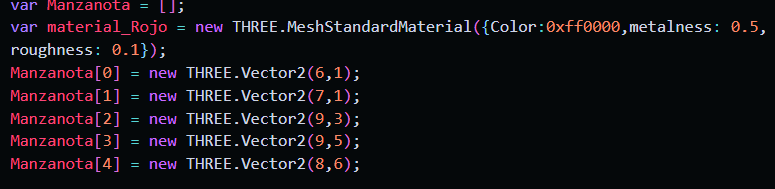 var Manzanota = [];
var material_Rojo = new THREE.MeshStandardMaterial({Color:0xff0000,metalness: 0.5,
roughness: 0.1});
Manzanota[0] = new THREE.Vector2(6,1);
Manzanota[1] = new THREE.Vector2(7,1);
Manzanota[2] = new THREE.Vector2(9,3);
Manzanota[3] = new THREE.Vector2(9,5);
Manzanota[4] = new THREE.Vector2(8,6);